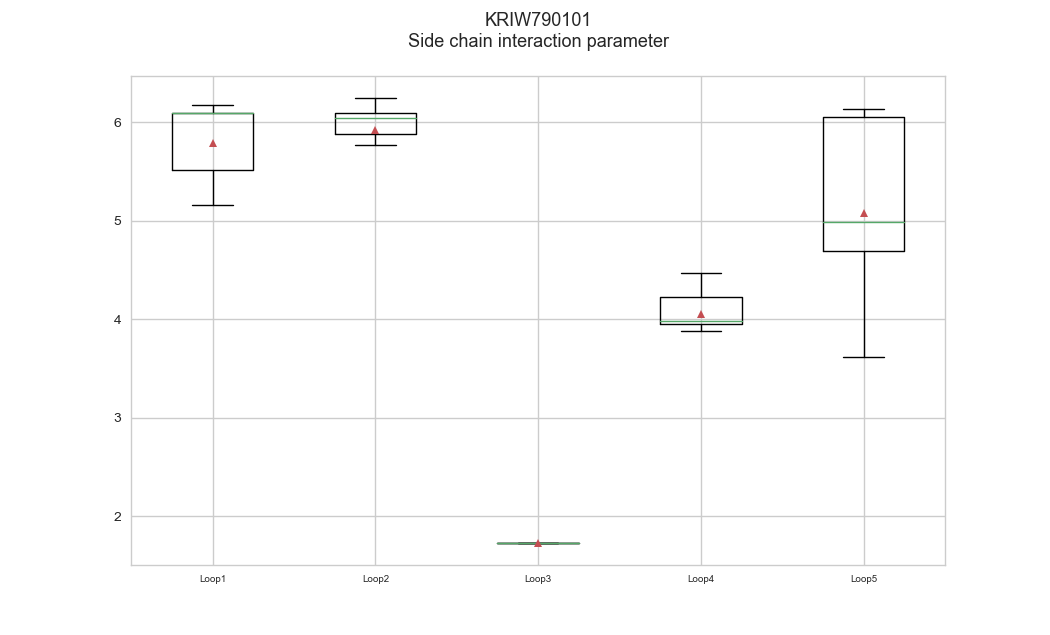 KRIW790101
Side chain interaction parameter
6
5
4
3
2
Loop1
Loop2
Loop3
Loop4
Loop5